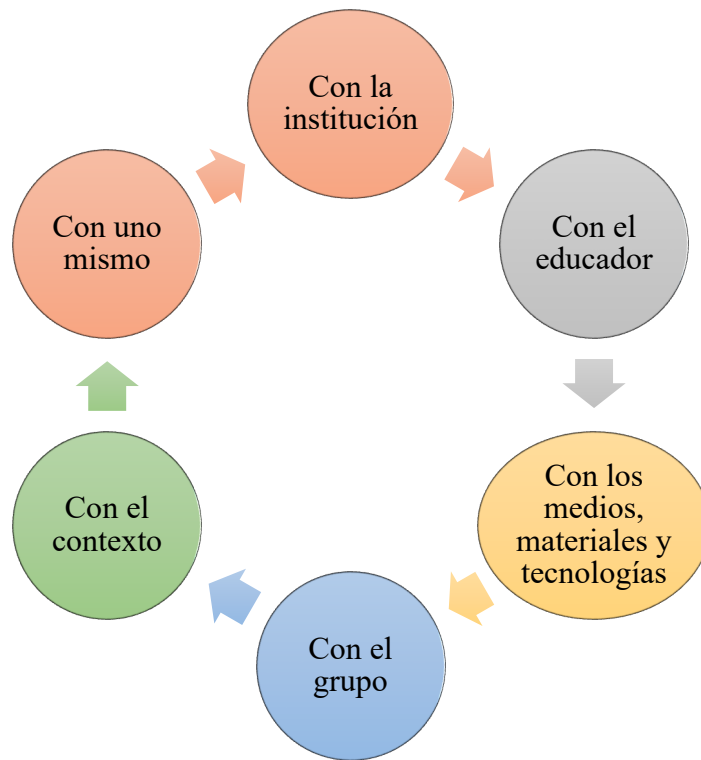 Con la
institución
Con el
educador
Con los
medios,
materiales y
tecnologías
Con el
grupo
Con el
contexto
Con uno
mismo